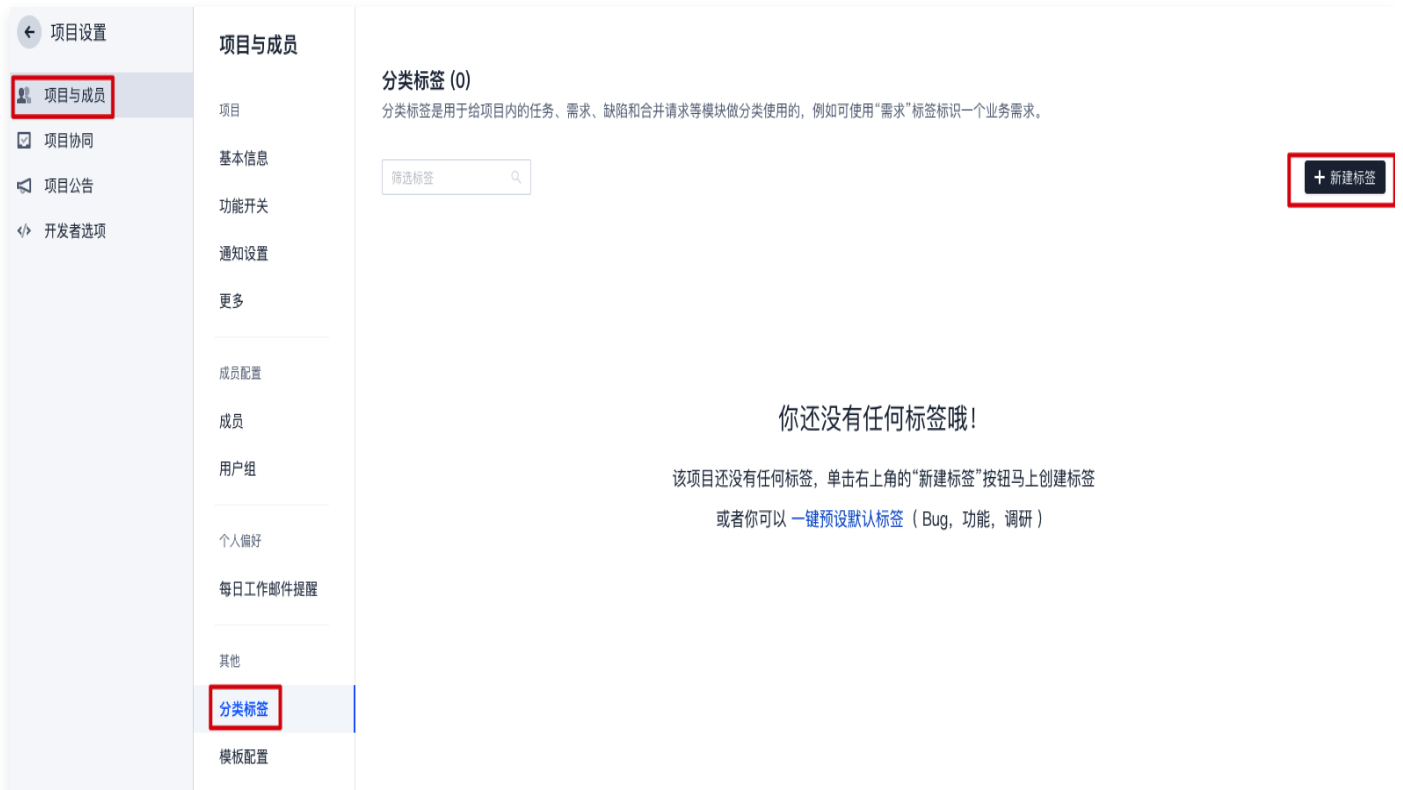 项目设置
项目与成员
项目协同
项目公告
开发者选项
项目与成员
项目
基本信息
功能开关
通知设置
更多
成员配置
成员
用户组
个人偏好
每日工作邮件提醒
其他
分类标签
模板配置
分类标签 (0)
分类标签是用于给项目内的任务、需求、缺陷和合并请求等模块做分类使用的，例如可使用“需求”标签标识一个业务需求。
筛选标签
+ 新建标签
你还没有任何标签哦！
该项目还没有任何标签，单击右上角的“新建标签”按钮马上创建标签
或者你可以 一键预设默认标签（ Bug，功能，调研 ）